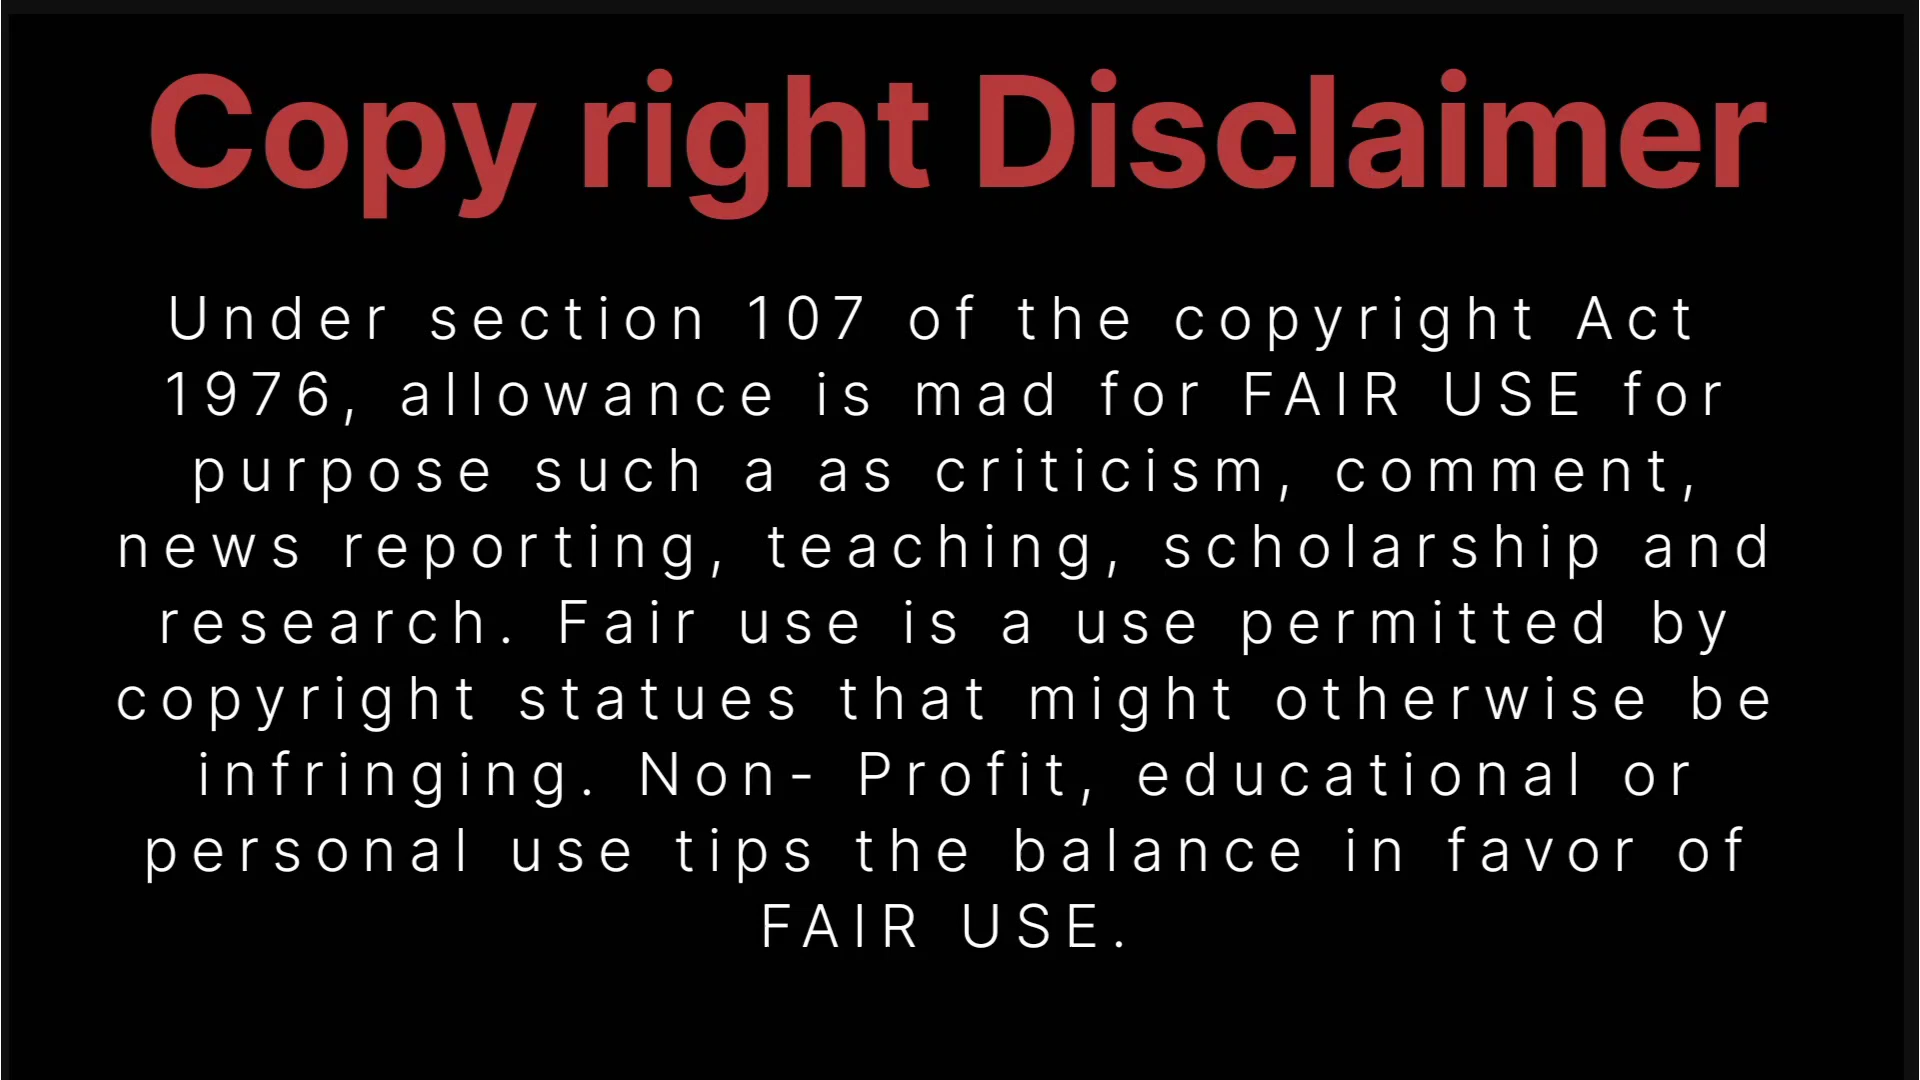 Copy right Disclaimer
Under section 107 of the copyright Act
1976, allowance is mad for FAIR USE for
purpose such a as criticism, comment,
news reporting, teaching, scholarship and
research. Fair use is a use permitted by
copyright statues that might otherwise be
infringing. Non- Profit, educational or
personal use tips the balance in favor of
FAIR USE.